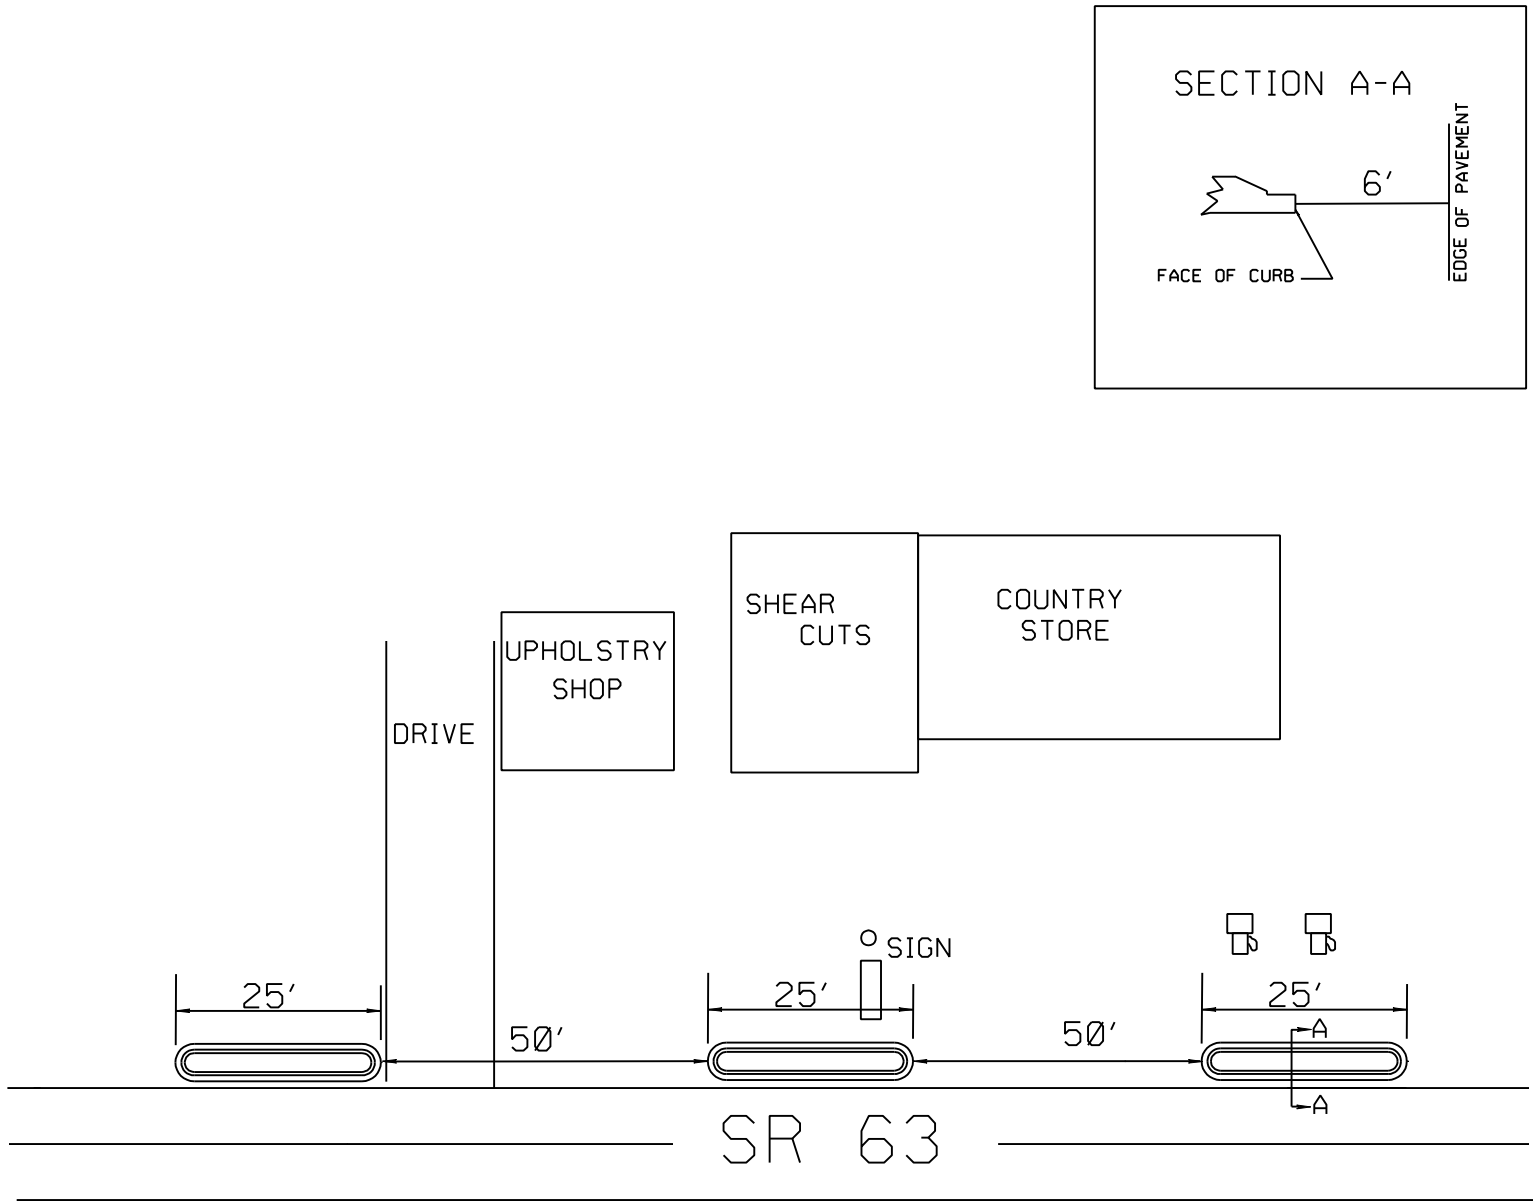 SECTION A-A
6'
EDGE OF PAVEMENT
FACE OF CURB
SHEAR
CUTS
COUNTRY
STORE
UPHOLSTRY
SHOP
DRIVE
SIGN
25'
25'
25'
50'
50'
A
A
SR 63